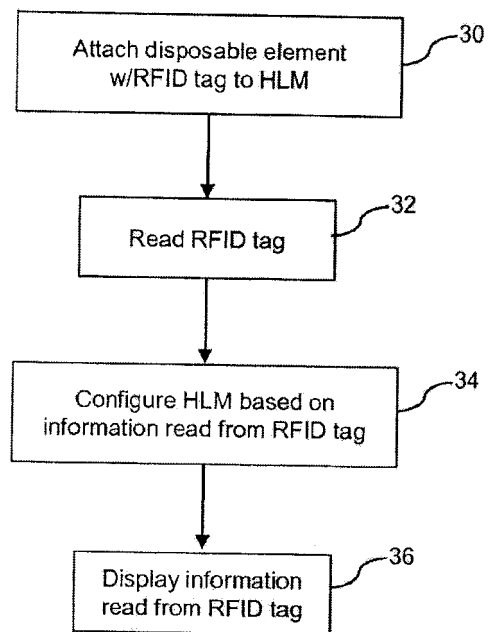 Attach disposable element
w/RFID tag to HLM
30
Read RFID tag
32
Configure HLM based on
information read from RFID tag
34
Display information
read from RFID tag
36